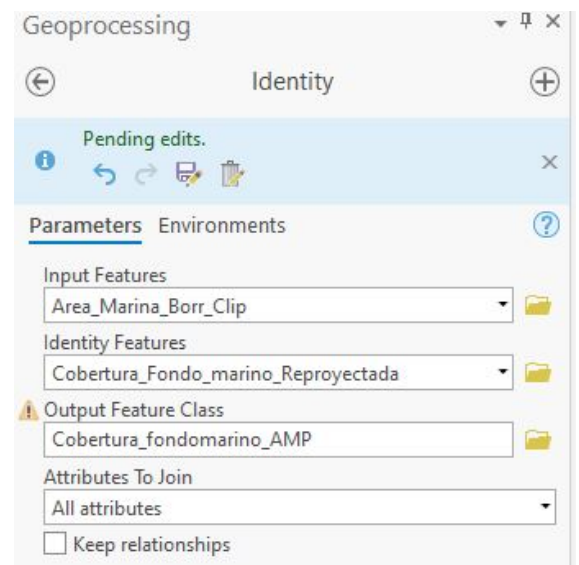 Geoprocessing
Identity
Pending edits.
Parameters Environments
Input Features
Area_Marina_Borr_Clip
Identity Features
Cobertura_Fondo_marino_Reproyectada
Output Feature Class
Cobertura_fondomarino_AMP
Attributes To Join
All attributes
Keep relationships